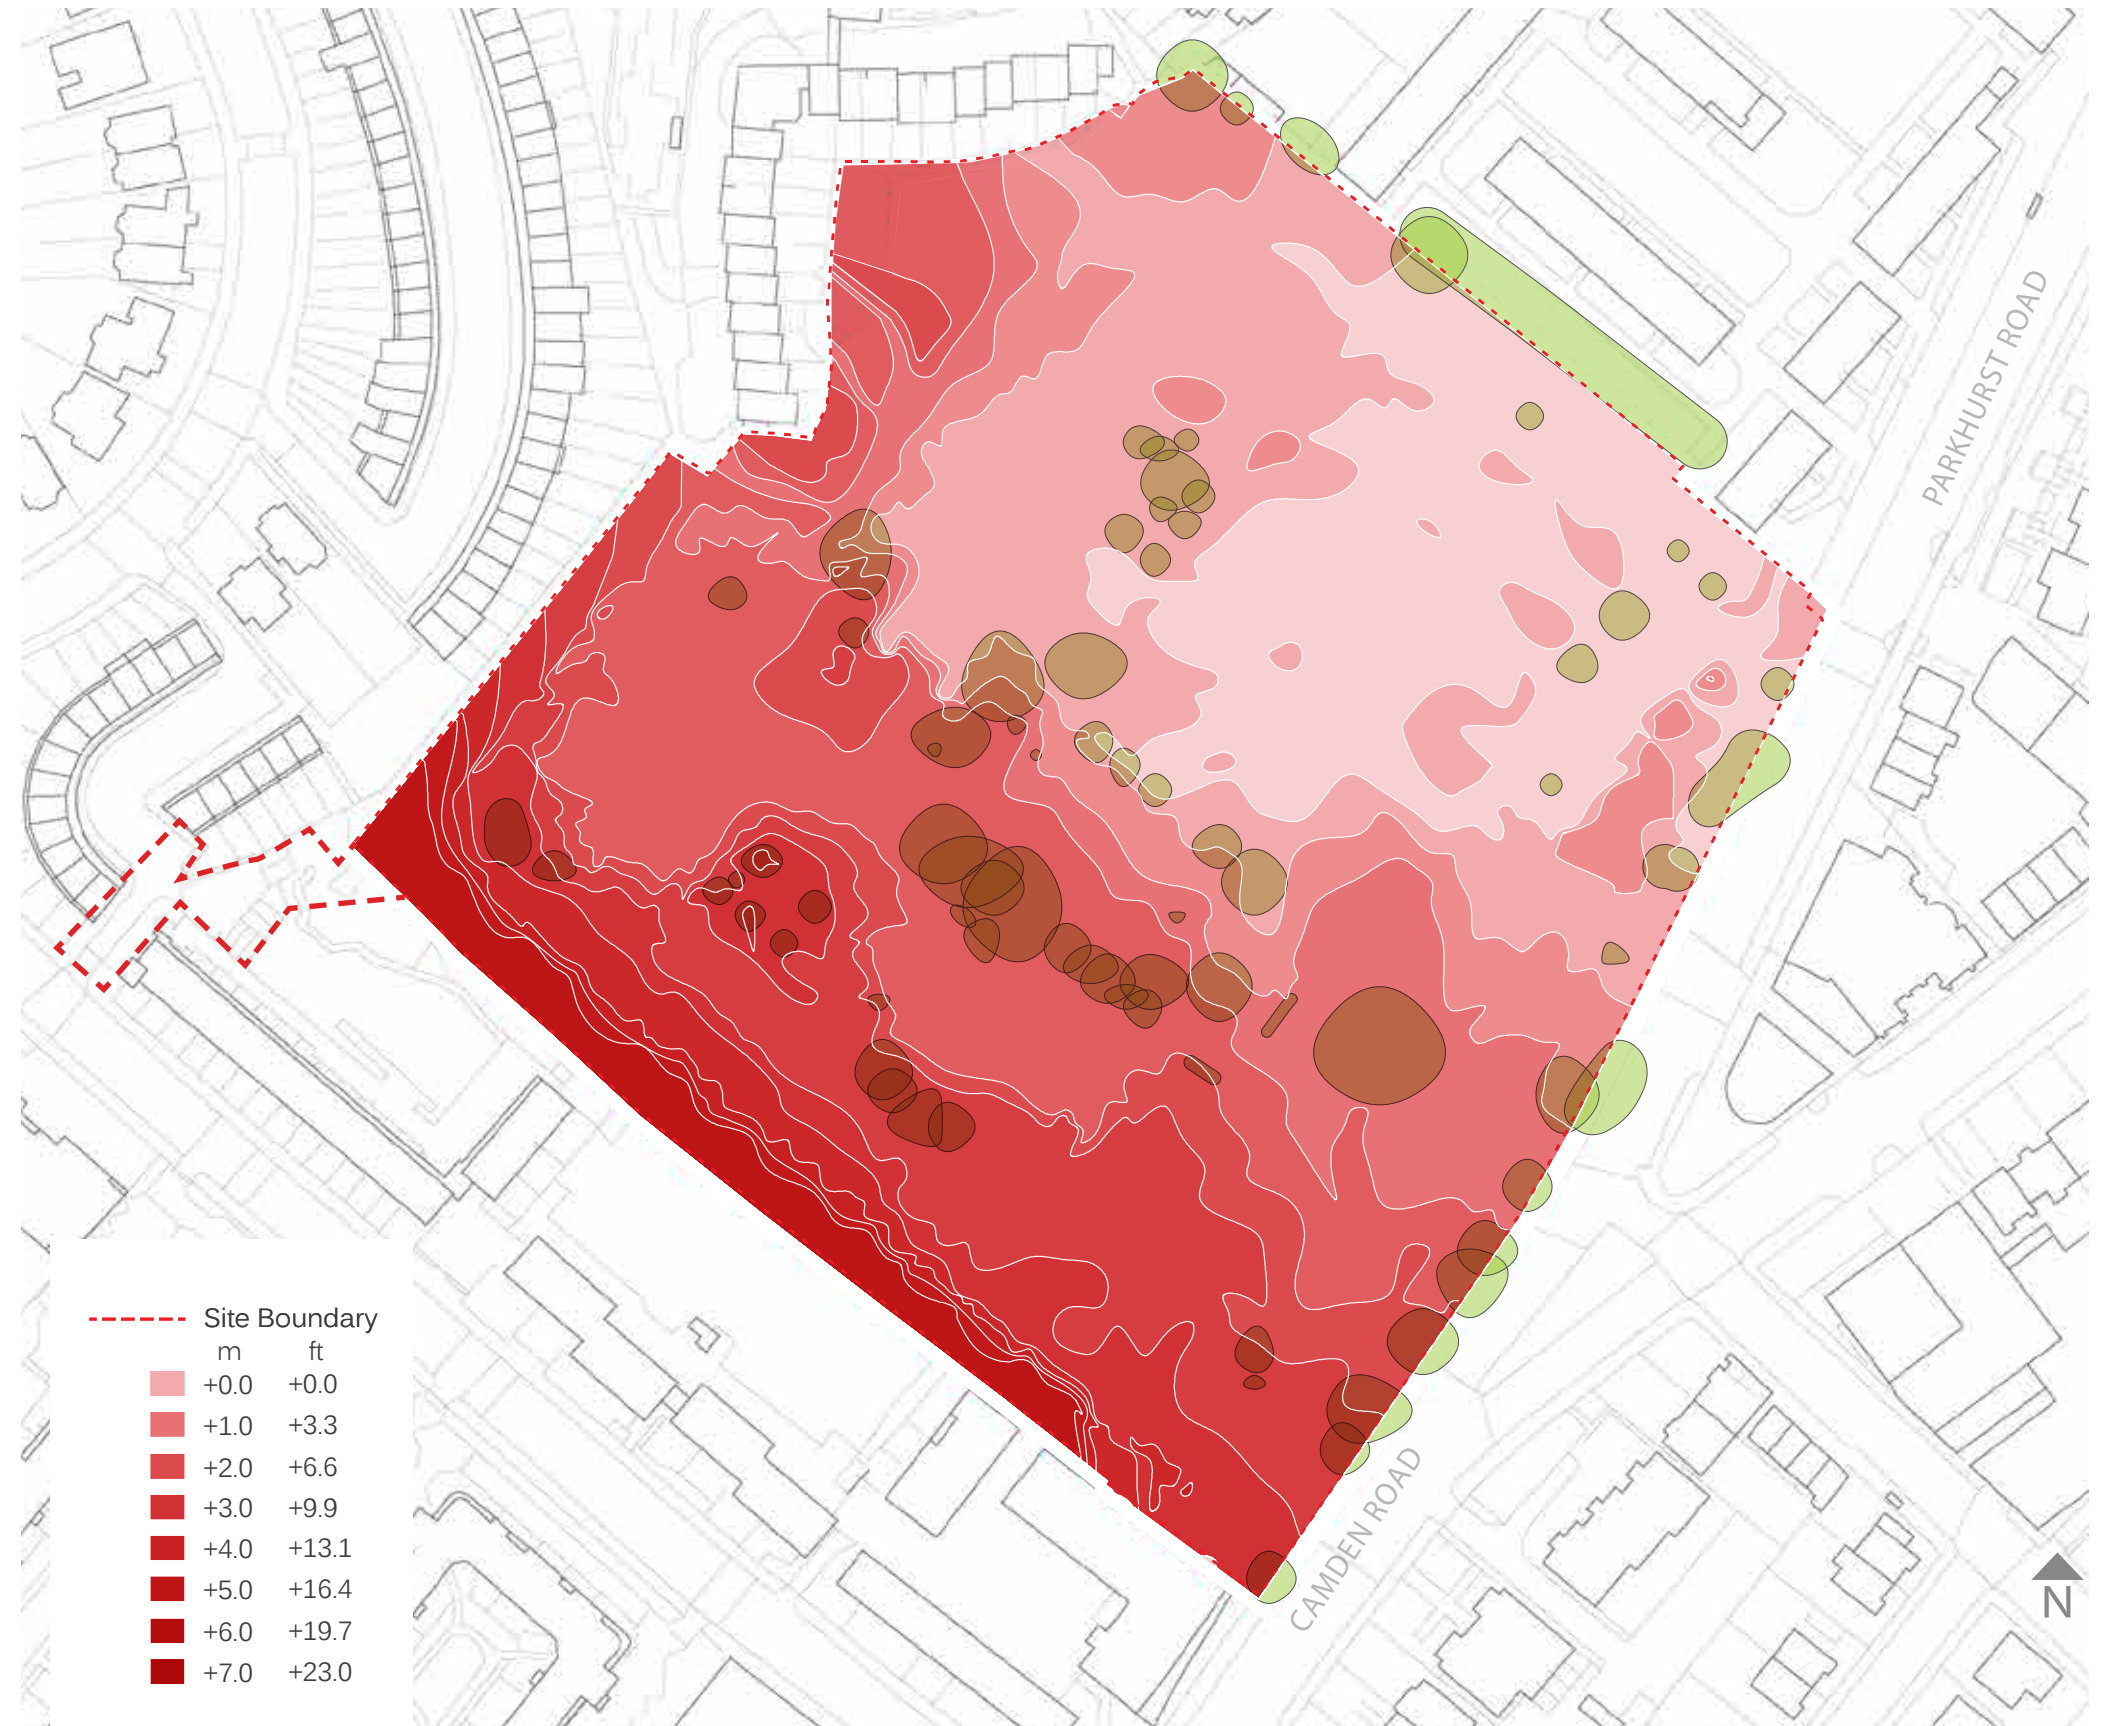 PARKHURST ROAD
Site Boundary
m ft
+0.0 +0.0
+1.0 +3.3
+2.0 +6.6
+3.0 +9.9
+4.0 +13.1
+5.0 +16.4
+6.0 +19.7
+7.0 +23.0
CAMDEN ROAD
N